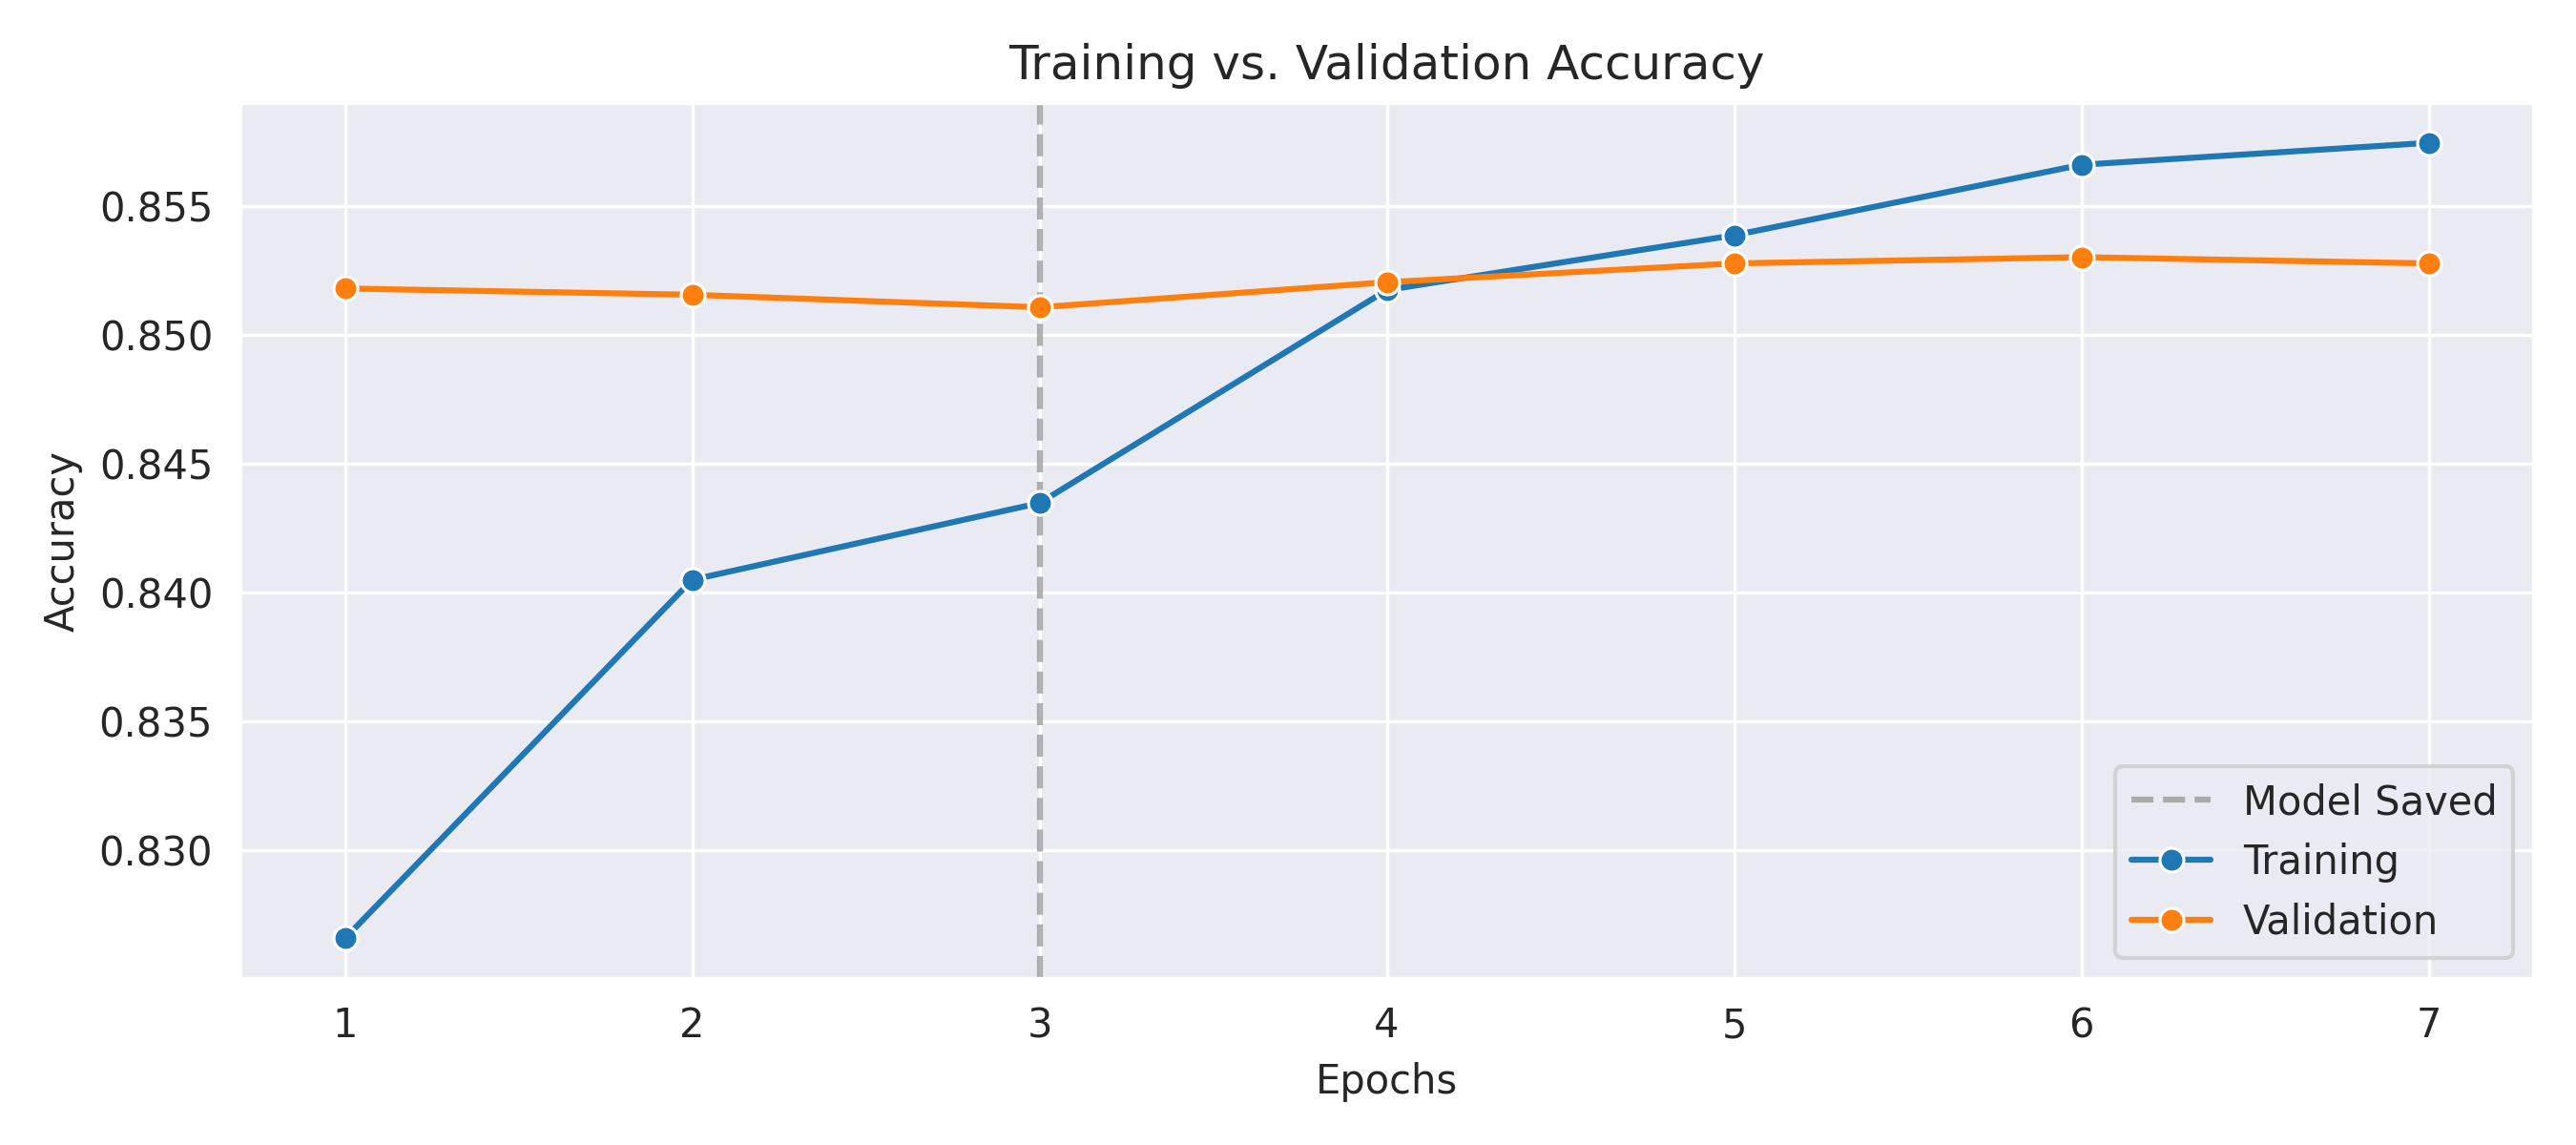 Training vs. Validation Accuracy
Accuracy
0.855
0.850
0.845
0.840
0.835
0.830
1 2 3 4 5 6 7
Epochs
Model Saved
Training
Validation